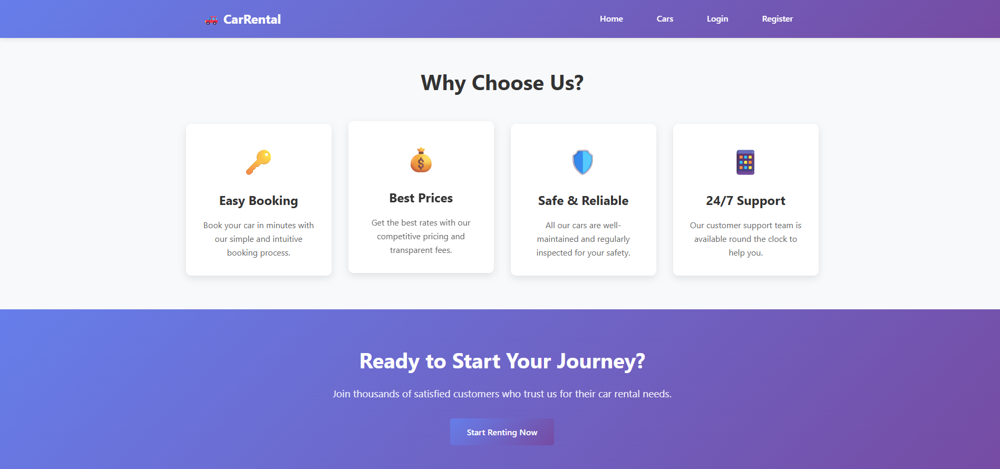 CarRental
Home
Cars
Login
Register
Why Choose Us?
Easy Booking
Book your car in minutes with
our simple and intuitive
booking process.
Best Prices
Get the best rates with our
competitive pricing and
transparent fees.
Safe & Reliable
All our cars are well-
maintained and regularly
inspected for your safety.
24/7 Support
Our customer support team is
available round the clock to
help you.
Ready to Start Your Journey?
Join thousands of satisfied customers who trust us for their car rental needs.
Start Renting Now